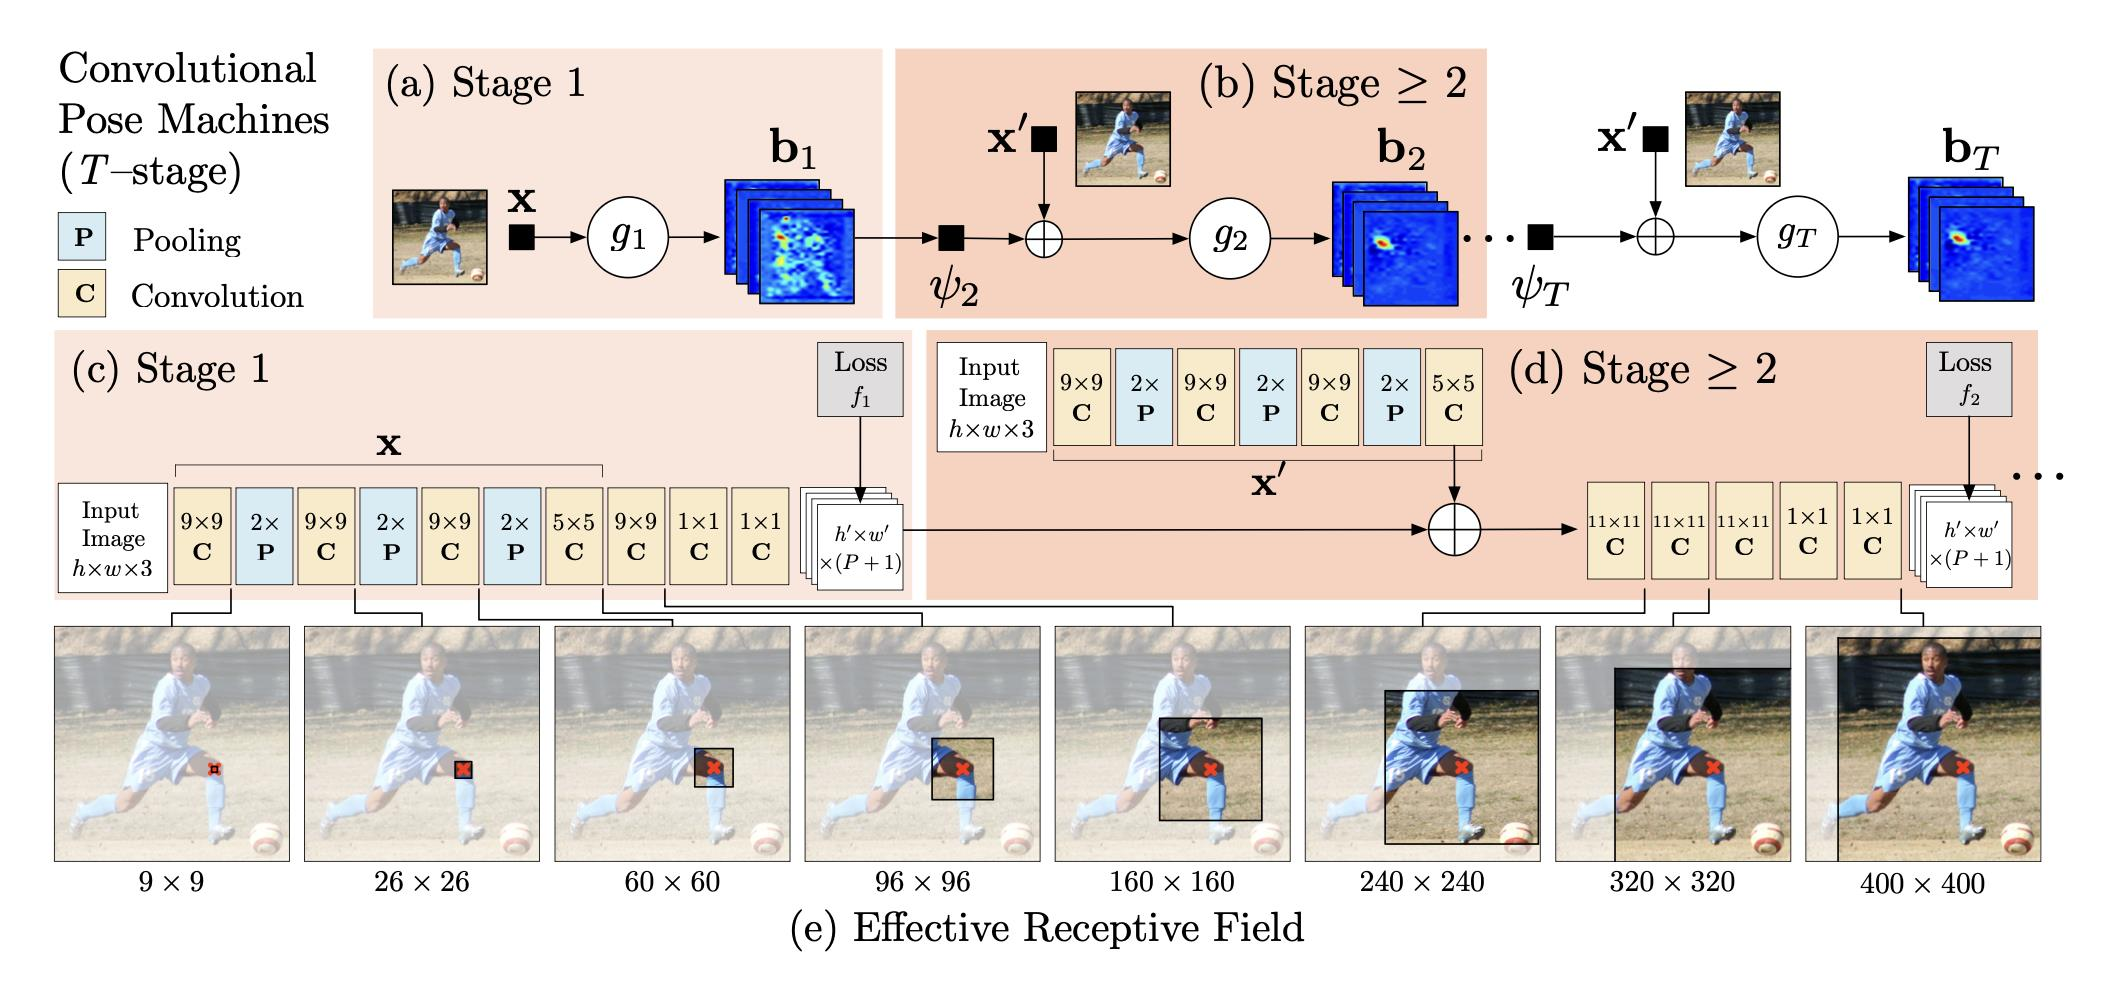 Convolutional
Pose Machines
(T–stage)
P Pooling
C Convolution
(a) Stage 1
x
g₁
b₁
(b) Stage ≥ 2
x′
ψ₂
g₂
b₂
···
x′
ψ_T
g_T
b_T
(c) Stage 1
Loss
f₁
x
Input
Image
h×w×3
9×9
C
2×
P
9×9
C
2×
P
9×9
C
2×
P
5×5
C
9×9
C
1×1
C
1×1
C
h′×w′
×(P + 1)
(d) Stage ≥ 2
Input
Image
h×w×3
9×9
C
2×
P
9×9
C
2×
P
9×9
C
2×
P
5×5
C
x′
Loss
f₂
11×11
C
11×11
C
11×11
C
1×1
C
1×1
C
h′×w′
×(P + 1)
···
9 × 9
26 × 26
60 × 60
96 × 96
160 × 160
240 × 240
320 × 320
400 × 400
(e) Effective Receptive Field